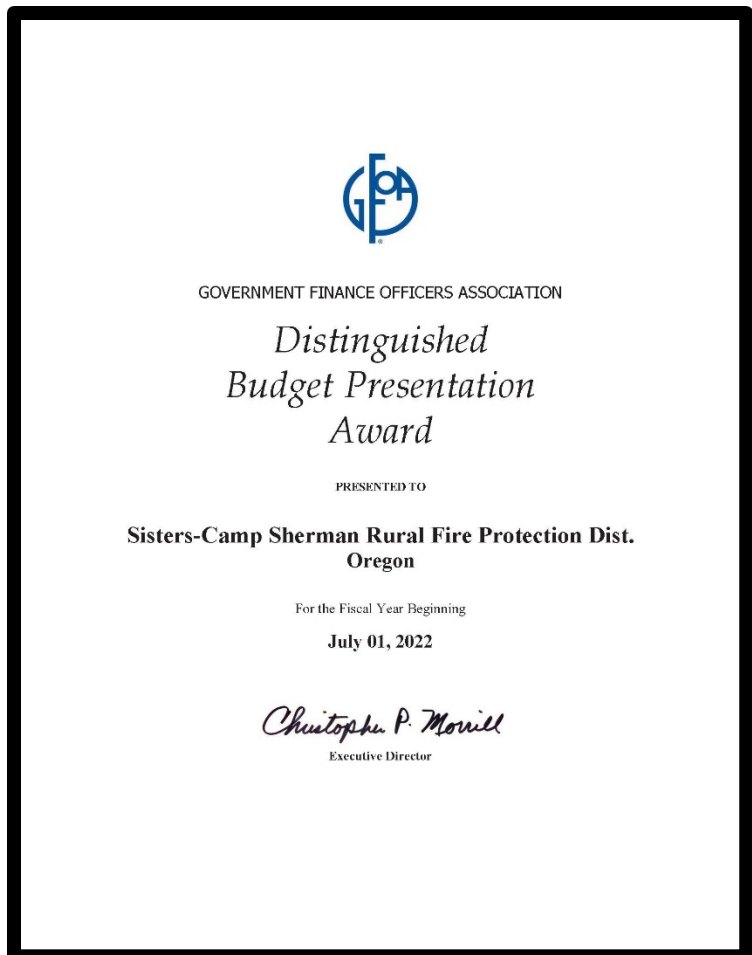 GFOA
GOVERNMENT FINANCE OFFICERS ASSOCIATION
Distinguished
Budget Presentation
Award
PRESENTED TO
Sisters-Camp Sherman Rural Fire Protection Dist.
Oregon
For the Fiscal Year Beginning
July 01, 2022
Christopher P. Morrill
Executive Director